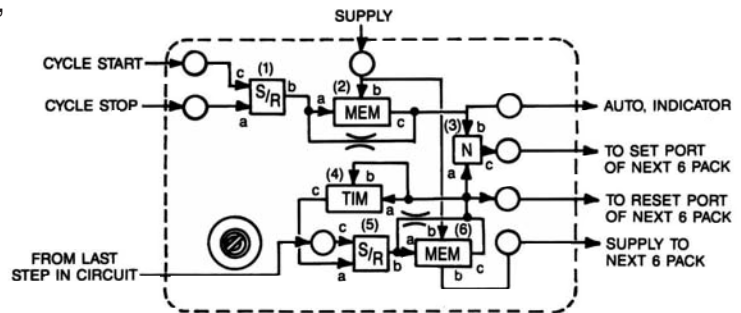 ,
SUPPLY
CYCLE START
CYCLE STOP
c
(1)
S/R
b
a
(2)
b
a
MEM
c
AUTO, INDICATOR
(3)
b
N
c
a
TO SET PORT
OF NEXT 6 PACK
(4)
b
c
TIM
a
TO RESET PORT
OF NEXT 6 PACK
(5)
c
S/R
b
a
b
(6)
a
MEM
b
c
SUPPLY TO
NEXT 6 PACK
FROM LAST
STEP IN CIRCUIT